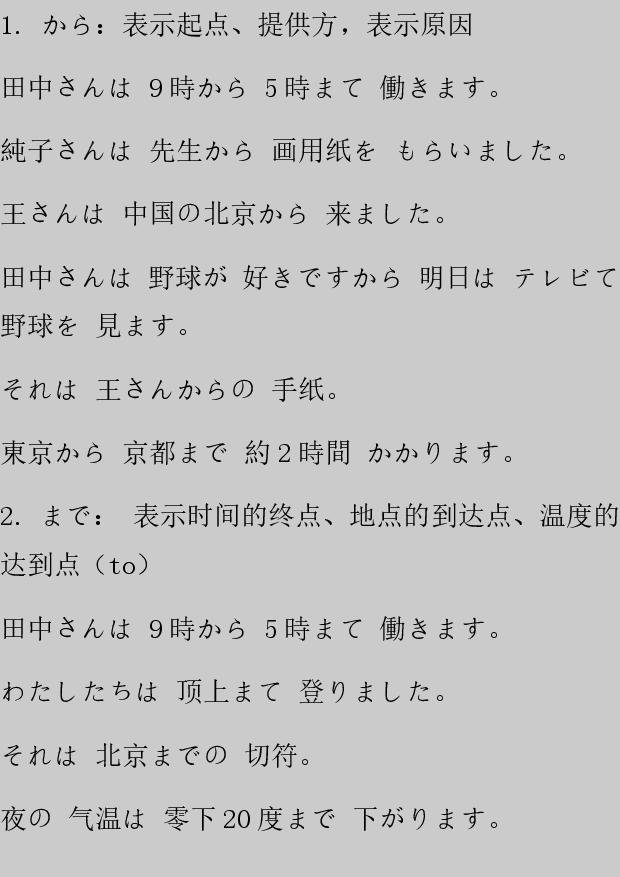 1. から：表示起点、提供方，表示原因
田中さんは 9時から 5時まて 働きます。
純子さんは 先生から 画用纸を もらいました。
王さんは 中国の北京から 来ました。
田中さんは 野球が 好きですから 明日は テレビて
野球を 見ます。
それは 王さんからの 手纸。
東京から 京都まで 約2時間 かかります。
2. まで： 表示时间的终点、地点的到达点、温度的
达到点（to）
田中さんは 9時から 5時まて 働きます。
わたしたちは 顶上まて 登りました。
それは 北京までの 切符。
夜の 气温は 零下20度まで 下がります。